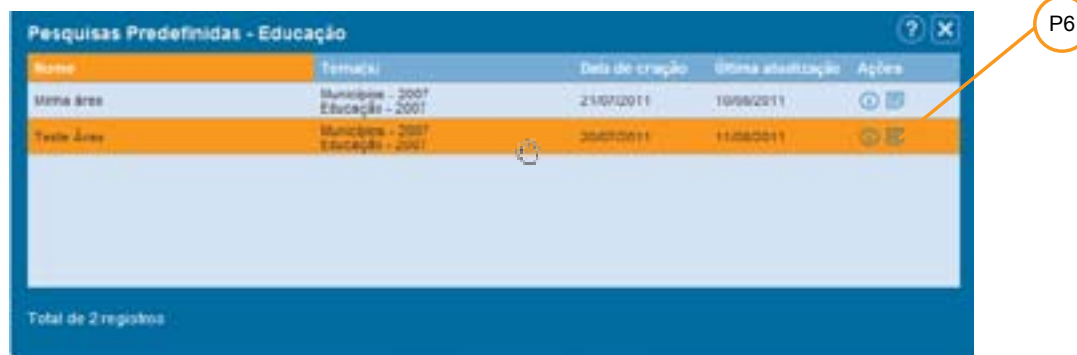 P6
Pesquisas Predefinidas - Educação
Nome Tema(s) Data de criação Última atualização Ações
Minha área Municípios - 2007 21/07/2011 10/08/2011
Educação - 2007
Teste Área Municípios - 2007 20/07/2011 11/08/2011
Educação - 2007
Total de 2 registros